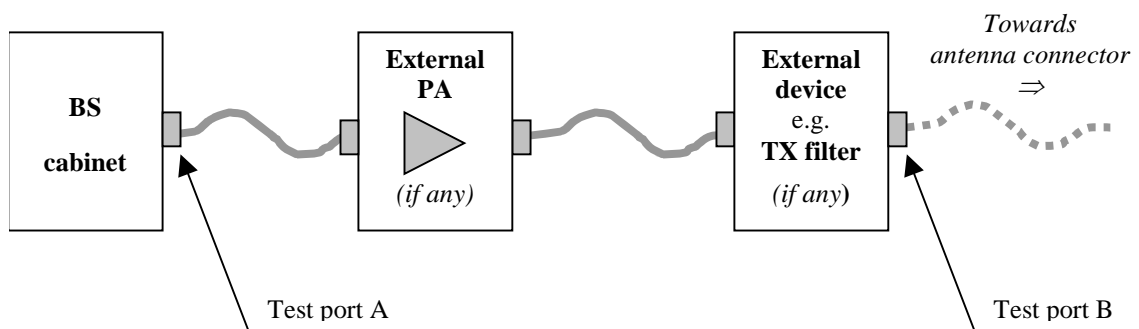 BS
cabinet
External
PA
(if any)
External
device
e.g.
TX filter
(if any)
Towards
antenna connector
⇒
Test port A
Test port B